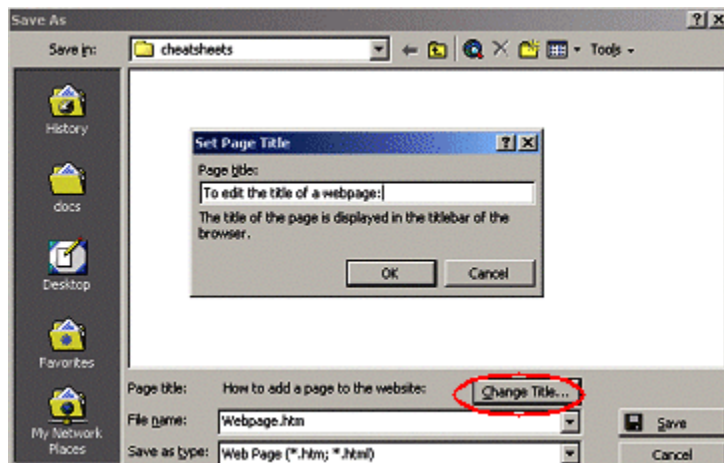 Save As
Save in: cheatsheets Tools
History
docs
Desktop
Favorites
My Network
Places
Set Page Title
Page title:
To edit the title of a webpage:
The title of the page is displayed in the titlebar of the
browser.
OK Cancel
Page title: How to add a page to the website: Change Title...
File name: Webpage.htm Save
Save as type: Web Page (*.htm; *.html) Cancel